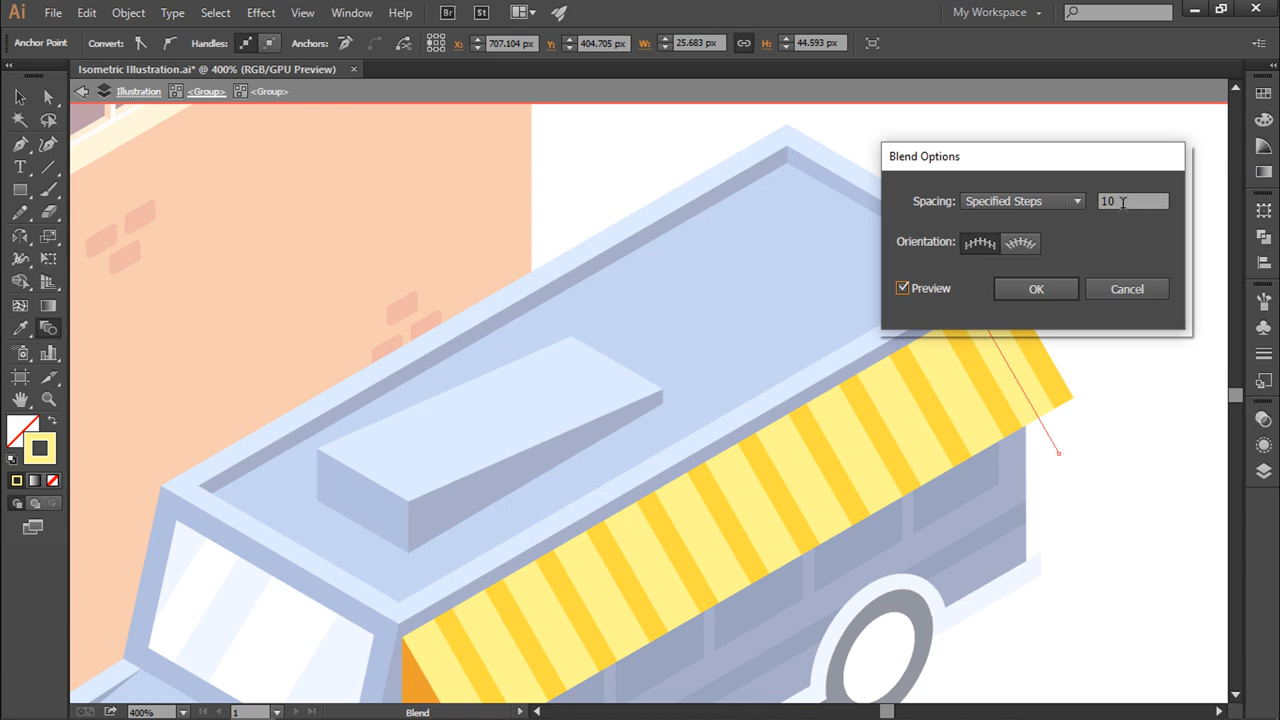 Ai File Edit Object Type Select Effect View Window Help Br St My Workspace
Anchor Point Convert: Handles: Anchors: X: 707.104 px Y: 404.705 px W: 25.683 px H: 44.593 px
Isometric Illustration.ai* @ 400% (RGB/GPU Preview)
Illustration <Group> <Group>
Blend Options
Spacing: Specified Steps 10
Orientation:
Preview OK Cancel
400% 1 Blend